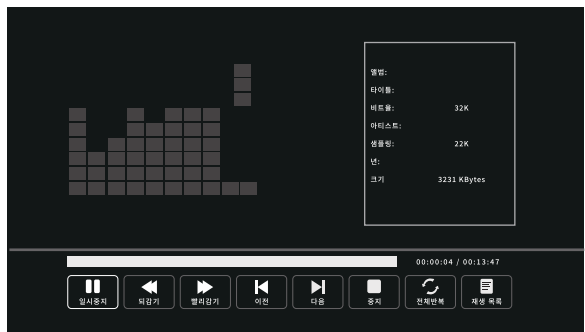 앨범:
타이틀:
비트율: 32K
아티스트:
샘플링: 22K
년:
크기 3231 KBytes
00:00:04 / 00:13:47
일시중지 되감기 빨리감기 이전 다음 중지 전체반복 재생 목록